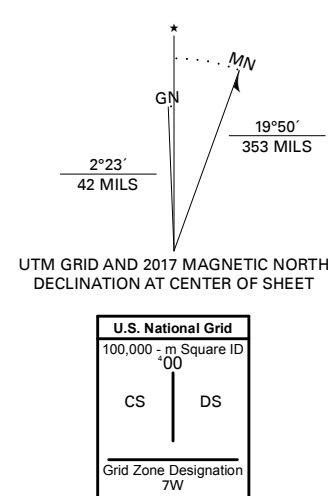 MN
GN
19°50´
353 MILS
2°23´
42 MILS
UTM GRID AND 2017 MAGNETIC NORTH
DECLINATION AT CENTER OF SHEET
U.S. National Grid
100,000 - m Square ID
⁴00
CS DS
Grid Zone Designation
7W